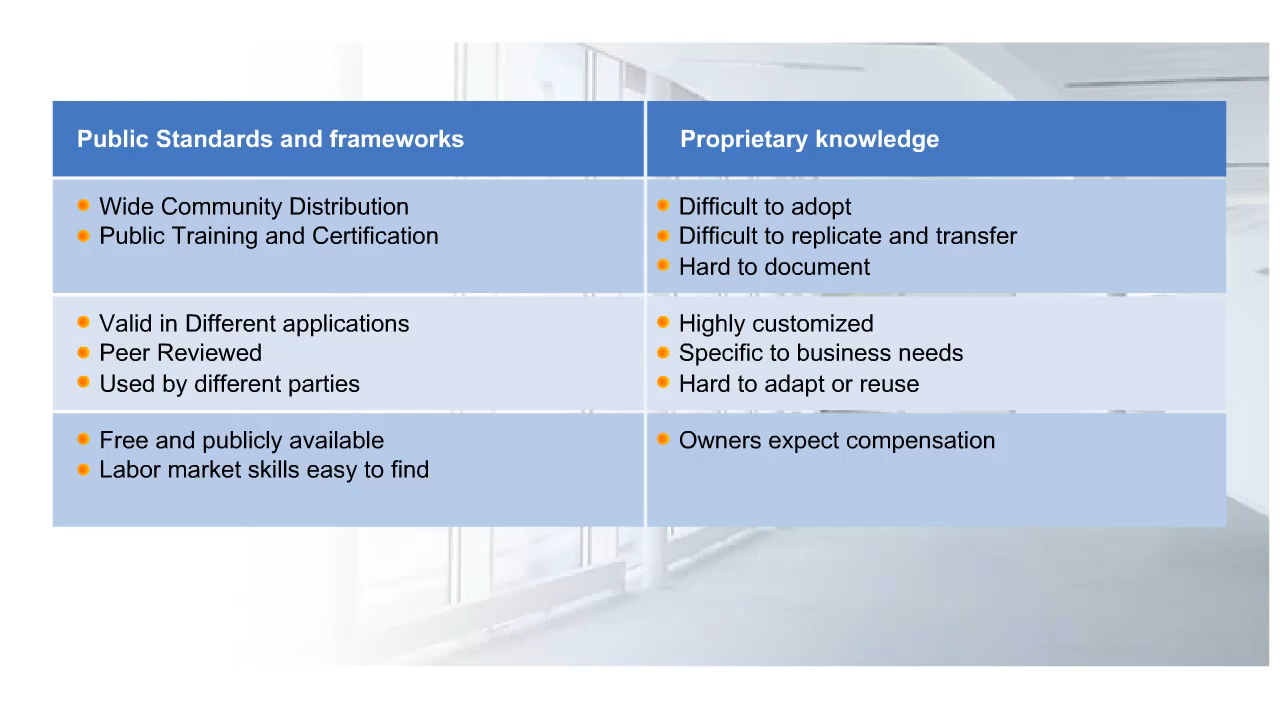 Public Standards and frameworks
Proprietary knowledge
Wide Community Distribution
Public Training and Certification
Difficult to adopt
Difficult to replicate and transfer
Hard to document
Valid in Different applications
Peer Reviewed
Used by different parties
Highly customized
Specific to business needs
Hard to adapt or reuse
Free and publicly available
Labor market skills easy to find
Owners expect compensation